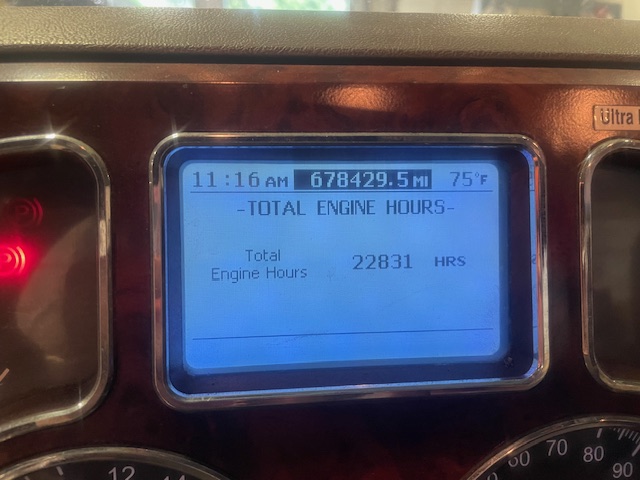 Ultra
11:16 AM 678429.5 MI 75°F
-TOTAL ENGINE HOURS-
Total
Engine Hours
22831 HRS
12
60 70 80
90